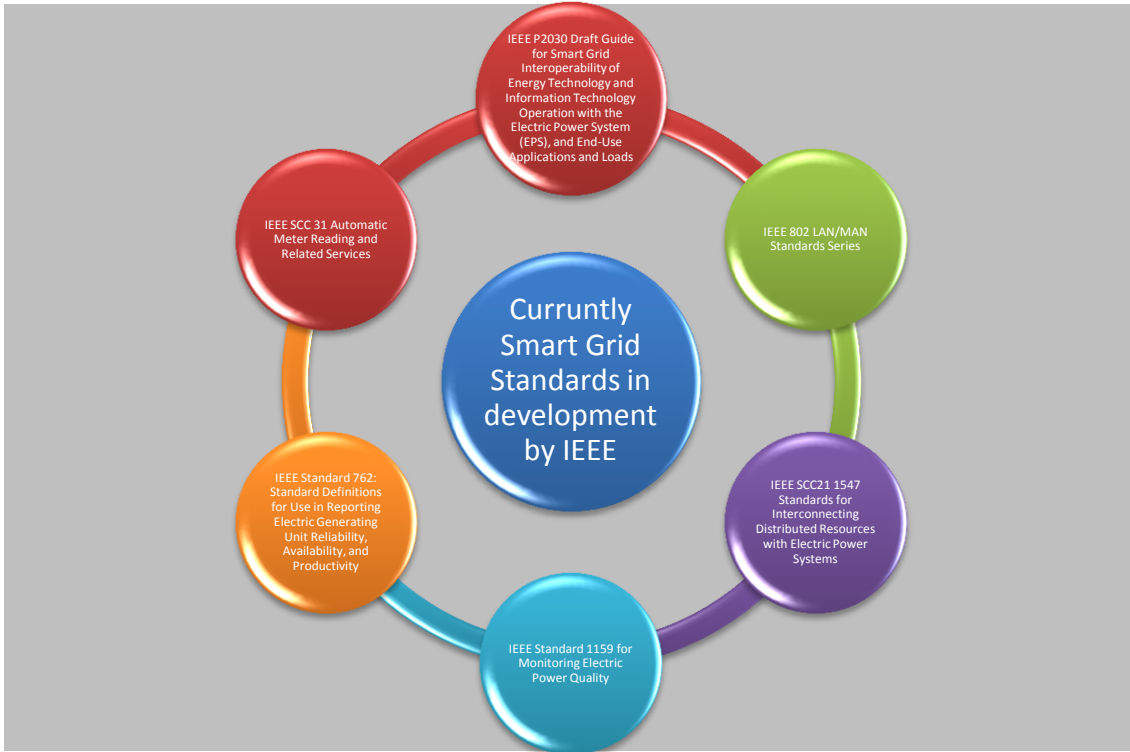 IEEE P2030 Draft Guide
for Smart Grid
Interoperability of
Energy Technology and
Information Technology
Operation with the
Electric Power System
(EPS), and End-Use
Applications and Loads
IEEE SCC 31 Automatic
Meter Reading and
Related Services
IEEE 802 LAN/MAN
Standards Series
Curruntly
Smart Grid
Standards in
development
by IEEE
IEEE Standard 762:
Standard Definitions
for Use in Reporting
Electric Generating
Unit Reliability,
Availability, and
Productivity
IEEE SCC21 1547
Standards for
Interconnecting
Distributed Resources
with Electric Power
Systems
IEEE Standard 1159 for
Monitoring Electric
Power Quality